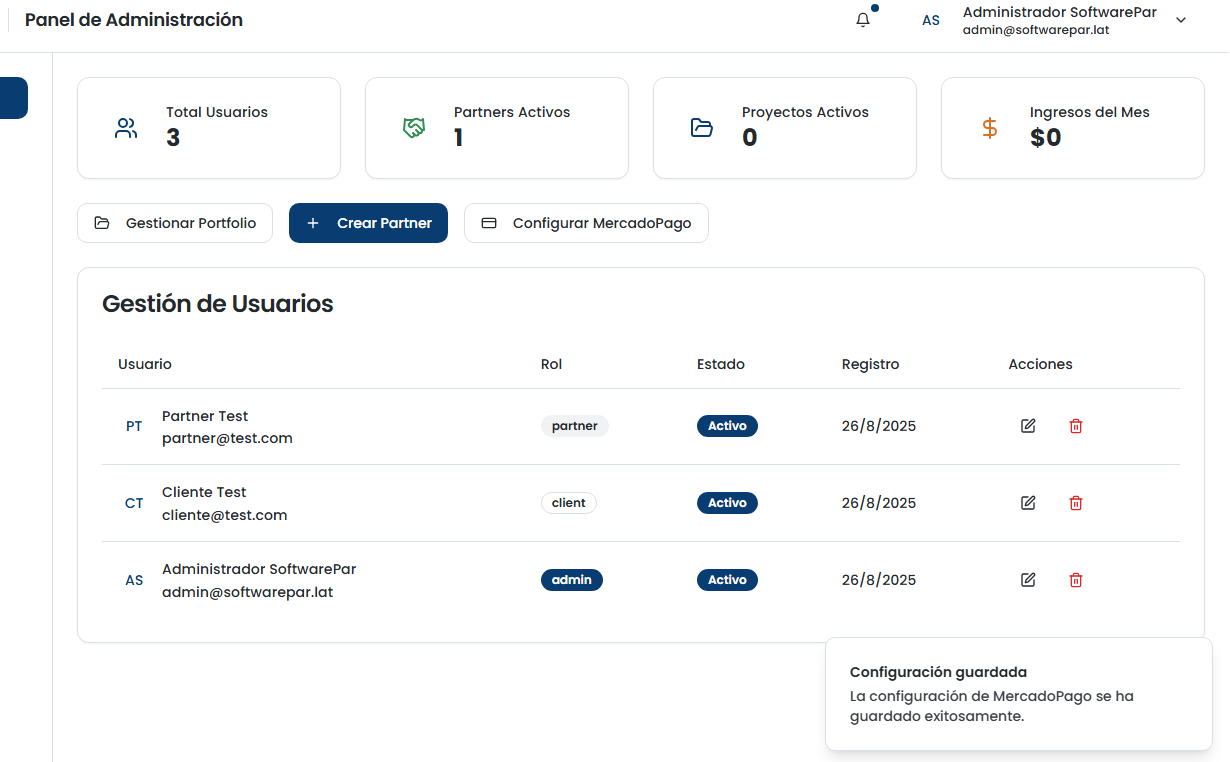 Panel de Administración
AS
Administrador SoftwarePar
admin@softwarepar.lat
Total Usuarios
3
Partners Activos
1
Proyectos Activos
0
Ingresos del Mes
$0
Gestionar Portfolio
Crear Partner
Configurar MercadoPago
Gestión de Usuarios
Usuario Rol Estado Registro Acciones
PT
Partner Test
partner@test.com
partner
Activo
26/8/2025
CT
Cliente Test
cliente@test.com
client
Activo
26/8/2025
AS
Administrador SoftwarePar
admin@softwarepar.lat
admin
Activo
26/8/2025
Configuración guardada
La configuración de MercadoPago se ha
guardado exitosamente.